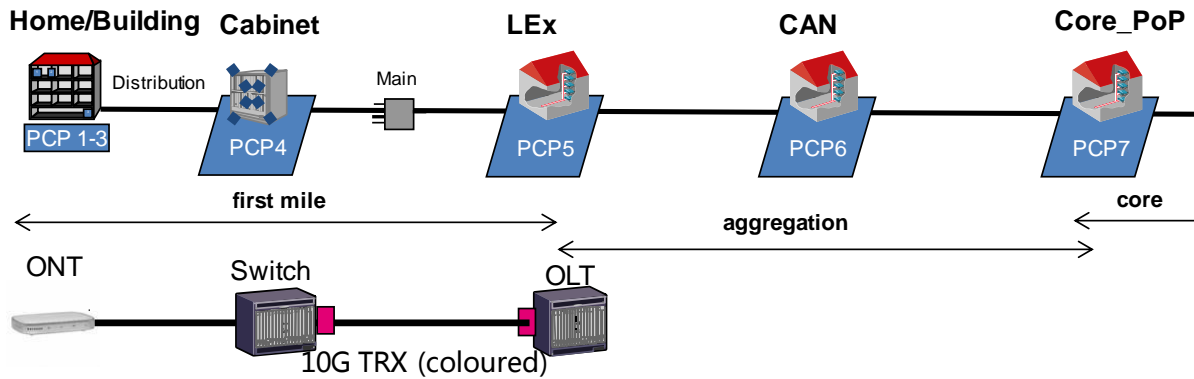 Home/Building Cabinet LEx CAN Core_PoP
Distribution Main
PCP 1-3 PCP4 PCP5 PCP6 PCP7
first mile
aggregation
core
ONT Switch OLT
10G TRX (coloured)